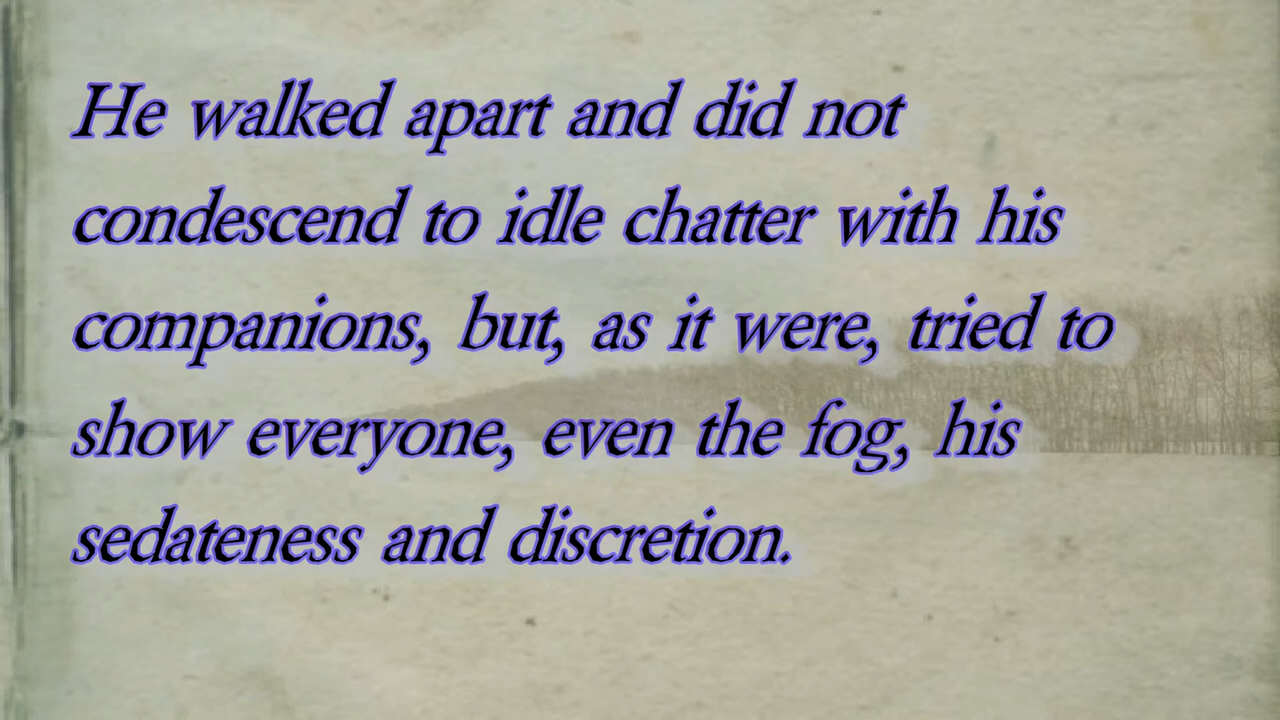 He walked apart and did not
condescend to idle chatter with his
companions, but, as it were, tried to
show everyone, even the fog, his
sedateness and discretion.